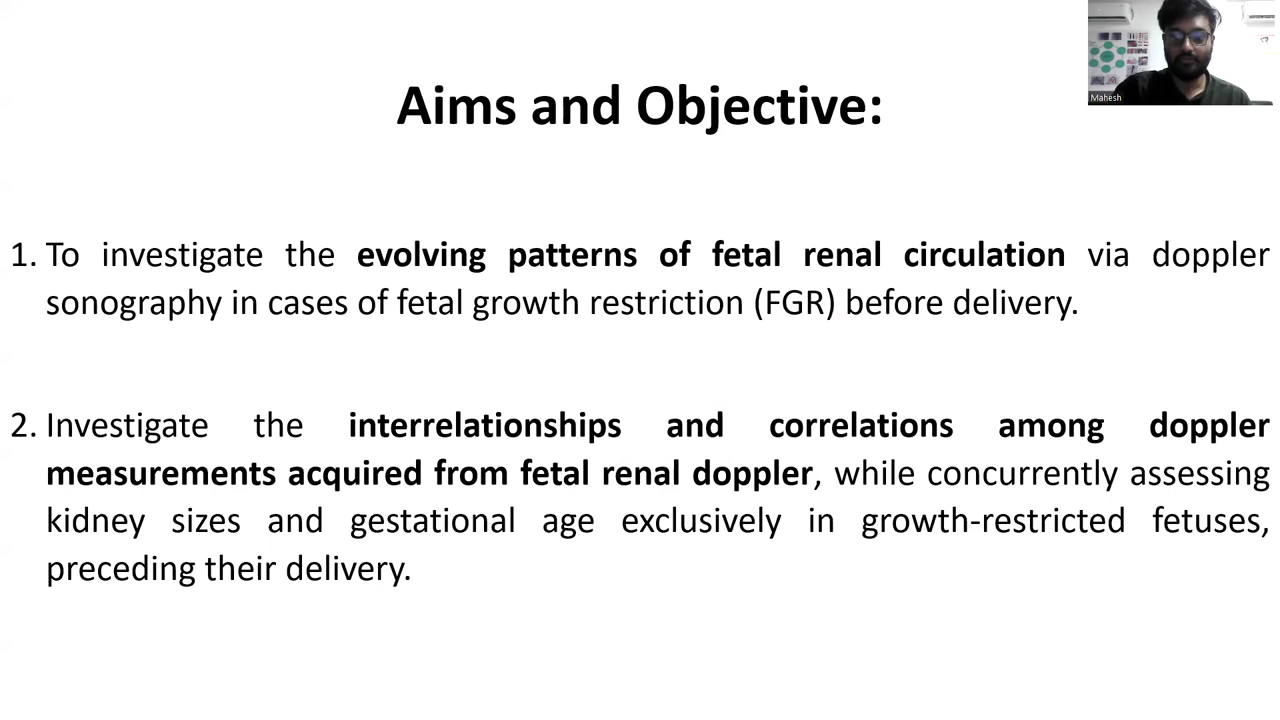 Mahesh
Aims and Objective:
1. To investigate the evolving patterns of fetal renal circulation via doppler
sonography in cases of fetal growth restriction (FGR) before delivery.
2. Investigate the interrelationships and correlations among doppler
measurements acquired from fetal renal doppler, while concurrently assessing
kidney sizes and gestational age exclusively in growth-restricted fetuses,
preceding their delivery.